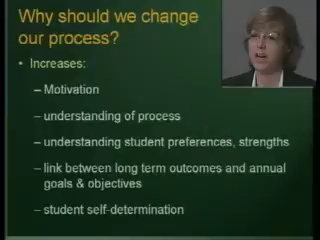 Why should we change
our process?
• Increases:
– Motivation
– understanding of process
– understanding student preferences, strengths
– link between long term outcomes and annual
goals & objectives
– student self-determination